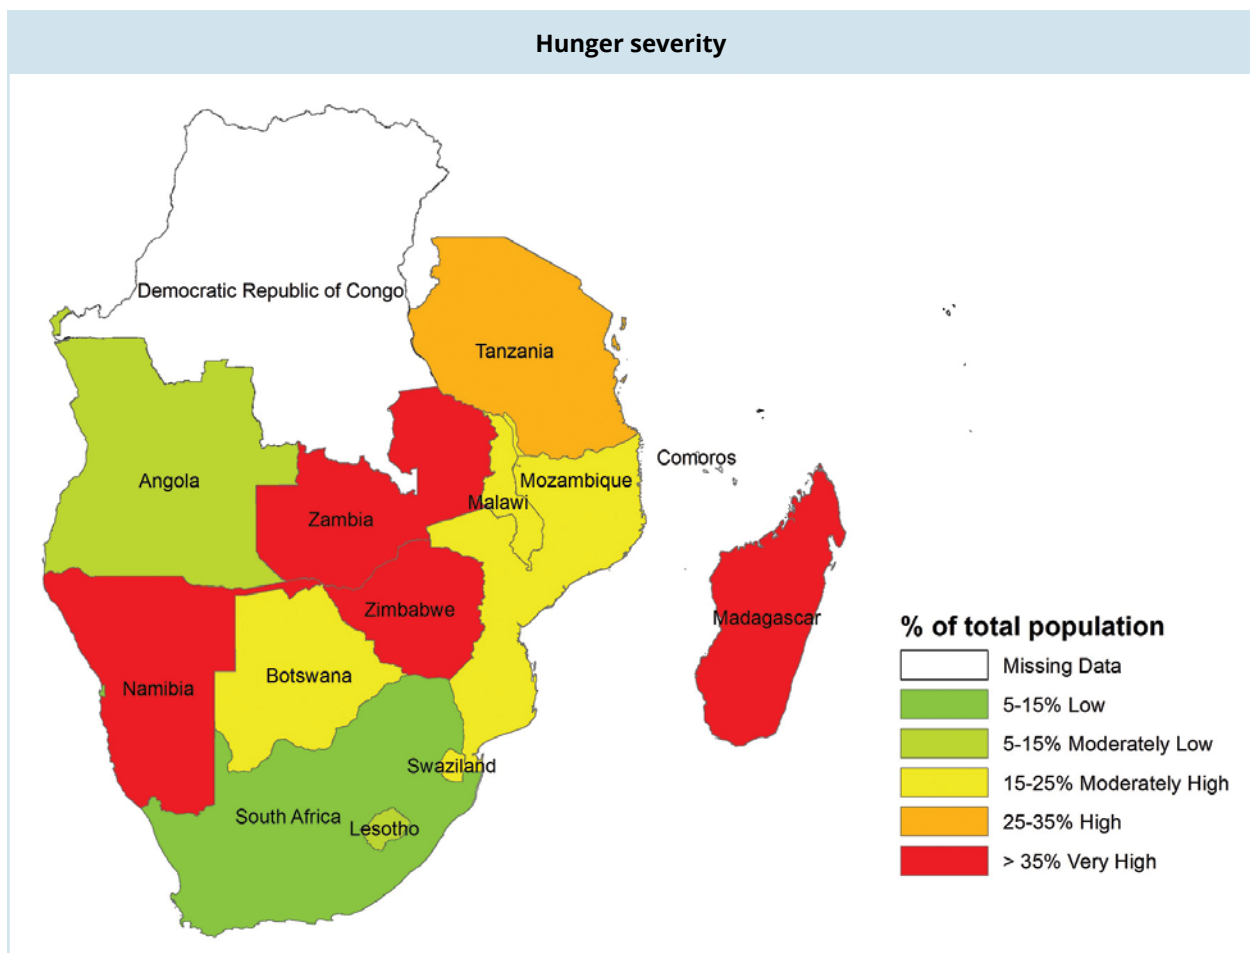 Hunger severity
Democratic Republic of Congo
Tanzania
Angola
Comoros
Mozambique
Malawi
Zambia
Zimbabwe
Madagascar
Botswana
Namibia
Swaziland
South Africa
Lesotho
% of total population
Missing Data
5-15% Low
5-15% Moderately Low
15-25% Moderately High
25-35% High
> 35% Very High